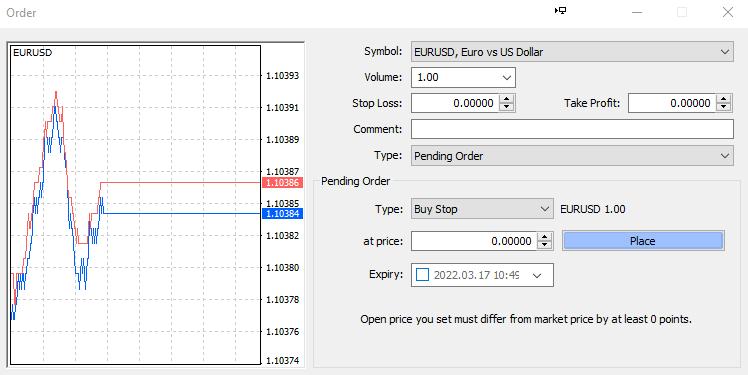 Order
EURUSD
1.10393
1.10391
1.10389
1.10387
1.10386
1.10384
1.10382
1.10380
1.10378
1.10376
1.10374
Symbol: EURUSD, Euro vs US Dollar
Volume: 1.00
Stop Loss: 0.00000 Take Profit: 0.00000
Comment:
Type: Pending Order
Pending Order
Type: Buy Stop EURUSD 1.00
at price: 0.00000 Place
Expiry: 2022.03.17 10:49
Open price you set must differ from market price by at least 0 points.